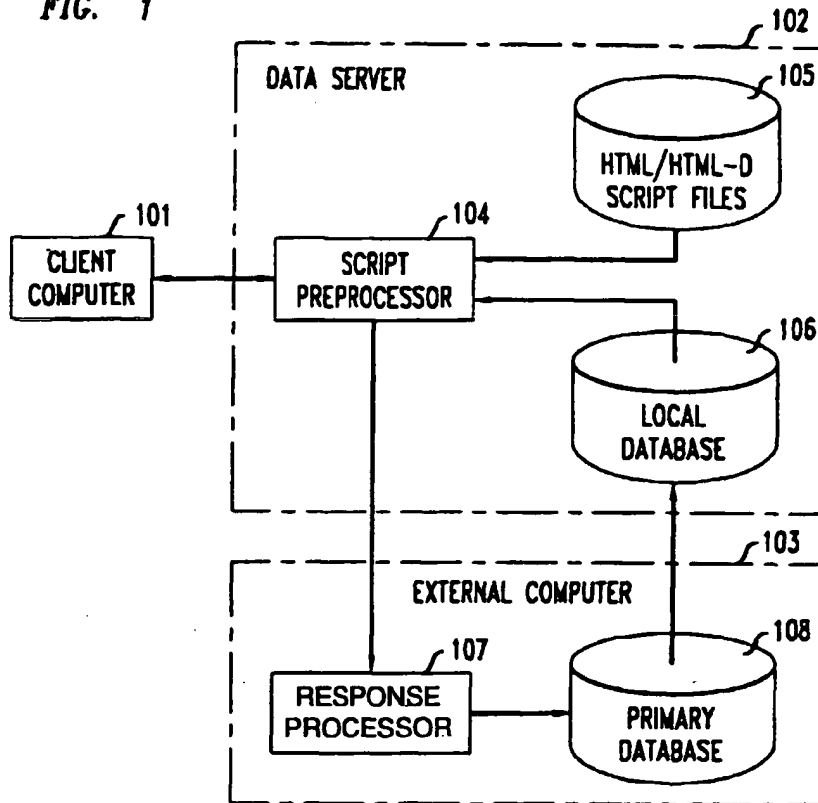 FIG. 1
102
DATA SERVER
105
HTML/HTML-D
SCRIPT FILES
101
CLIENT
COMPUTER
104
SCRIPT
PREPROCESSOR
106
LOCAL
DATABASE
103
EXTERNAL COMPUTER
107
RESPONSE
PROCESSOR
108
PRIMARY
DATABASE